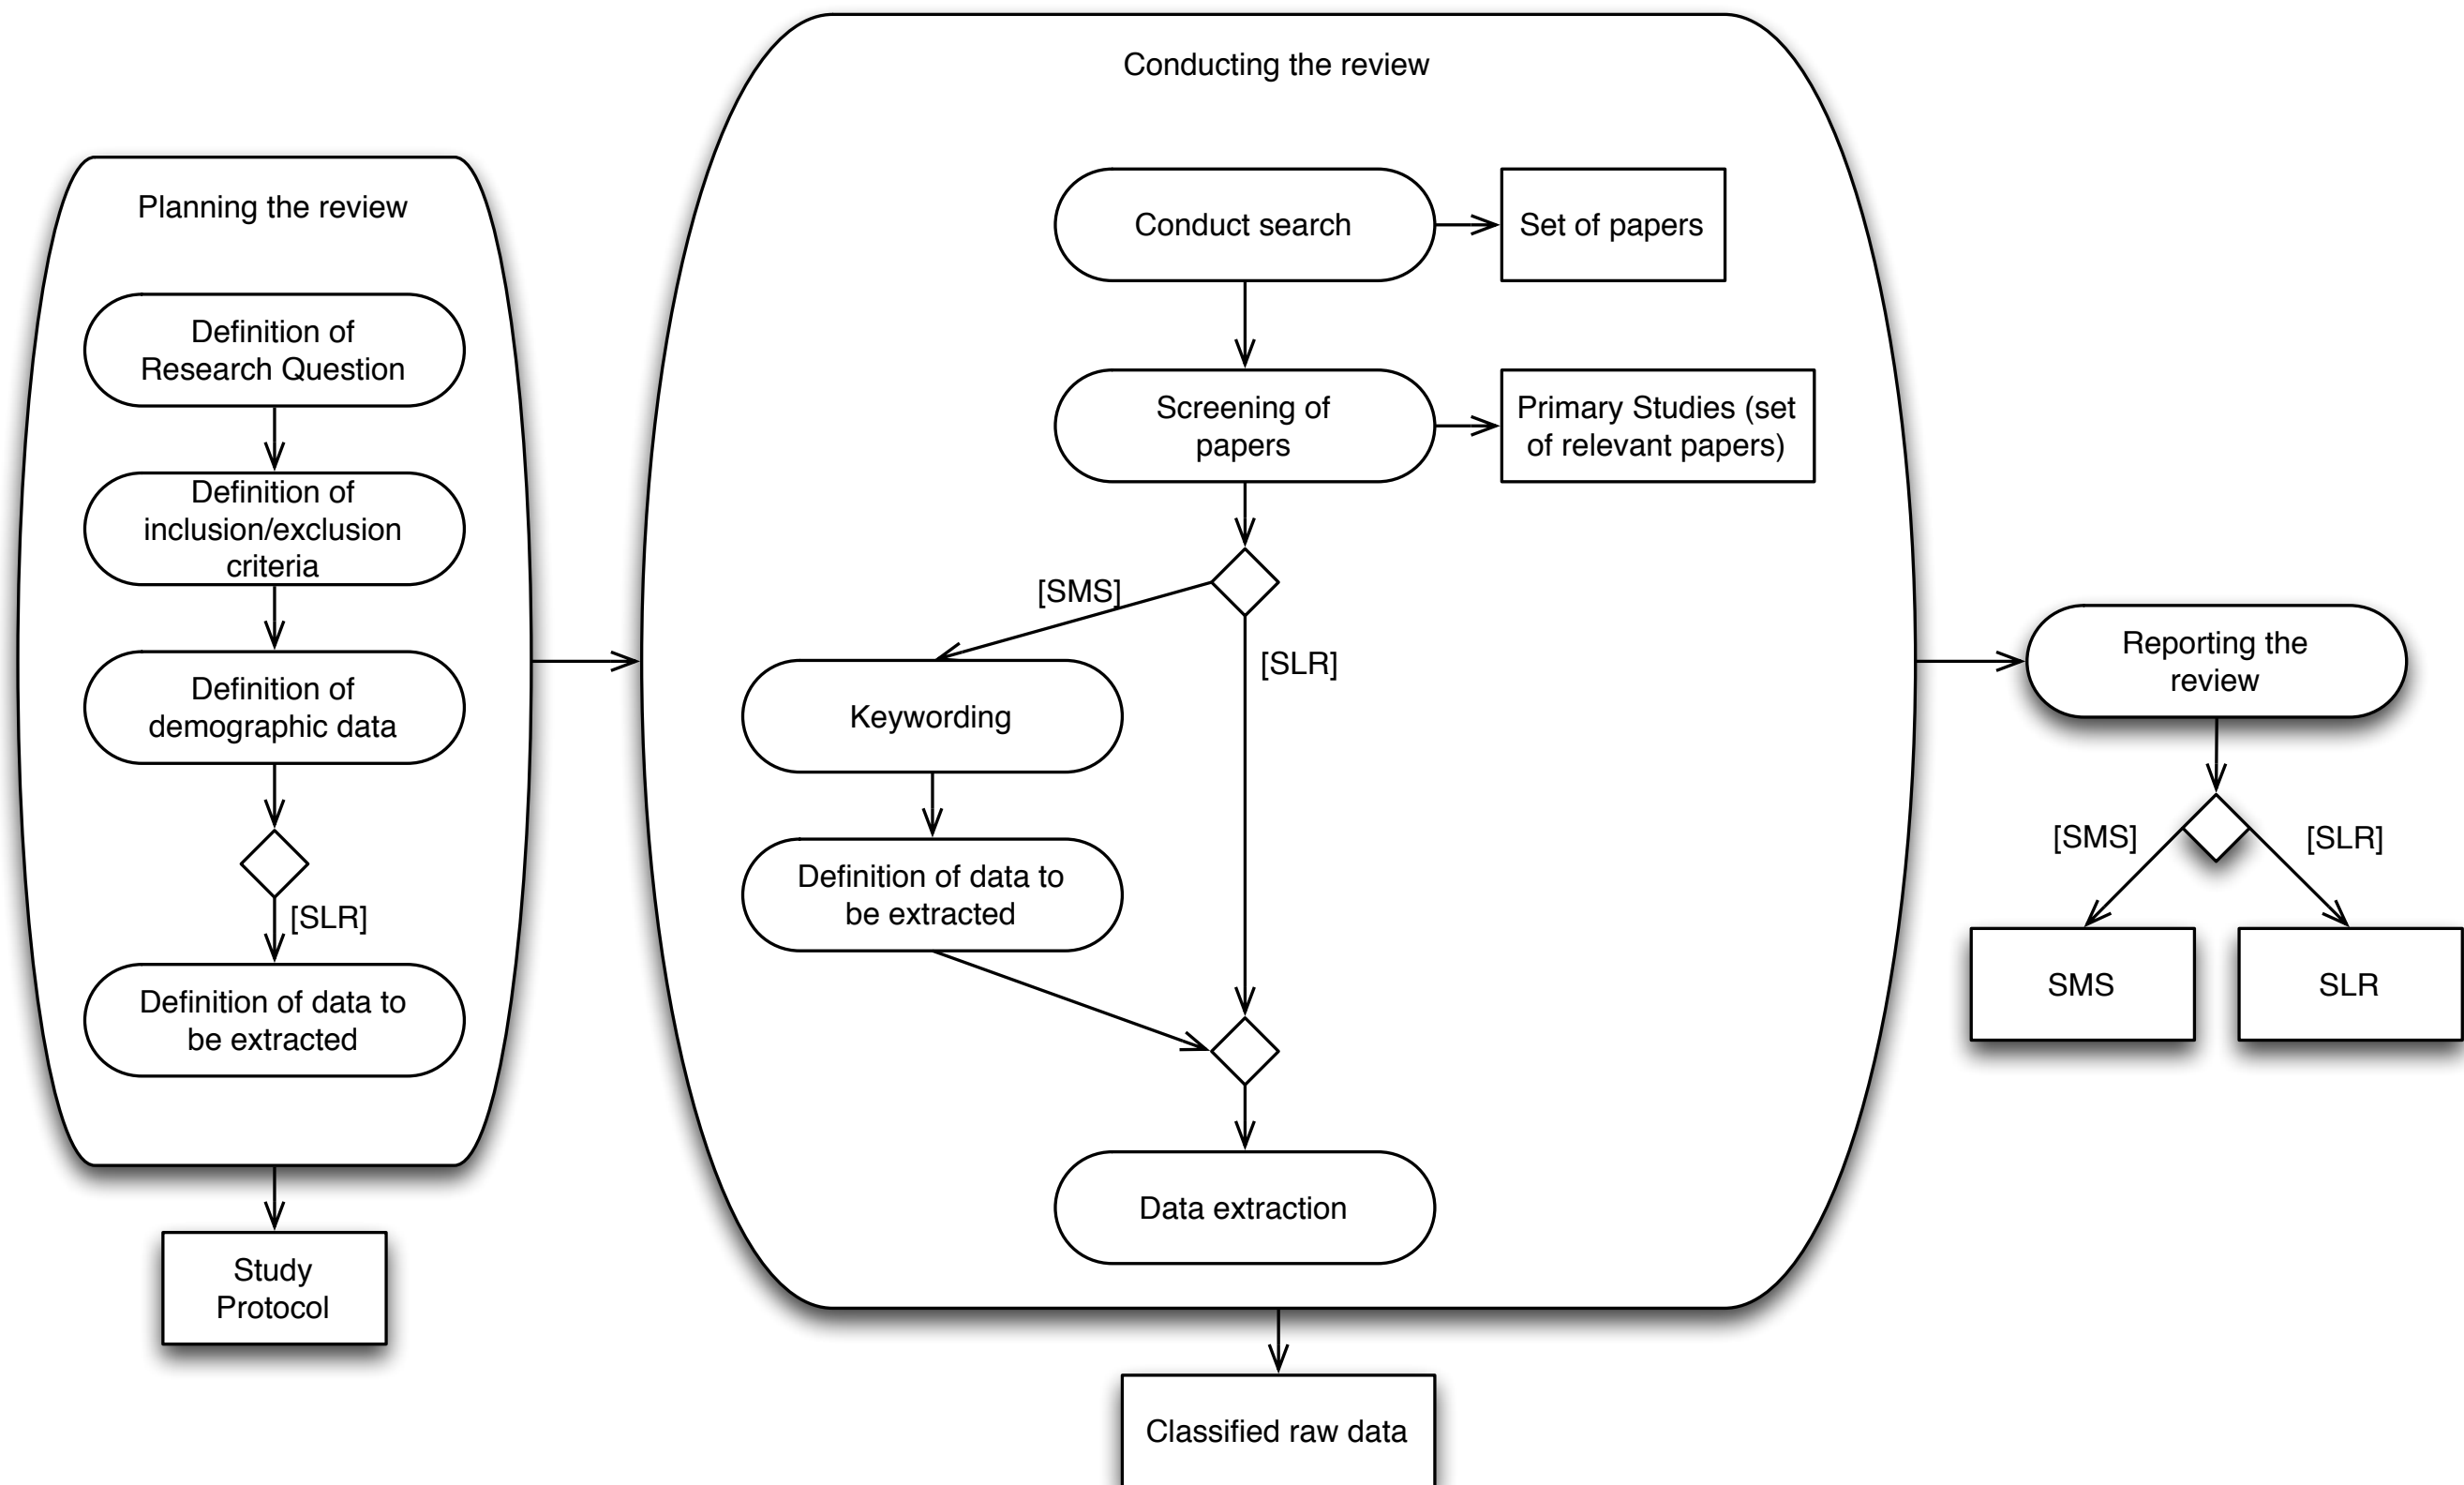 Planning the review
Definition of
Research Question
Definition of
inclusion/exclusion
criteria
Definition of
demographic data
[SLR]
Definition of data to
be extracted
Study
Protocol
Conducting the review
Conduct search
Set of papers
Screening of
papers
Primary Studies (set
of relevant papers)
[SMS]
[SLR]
Keywording
Definition of data to
be extracted
Data extraction
Classified raw data
Reporting the
review
[SMS]
[SLR]
SMS
SLR